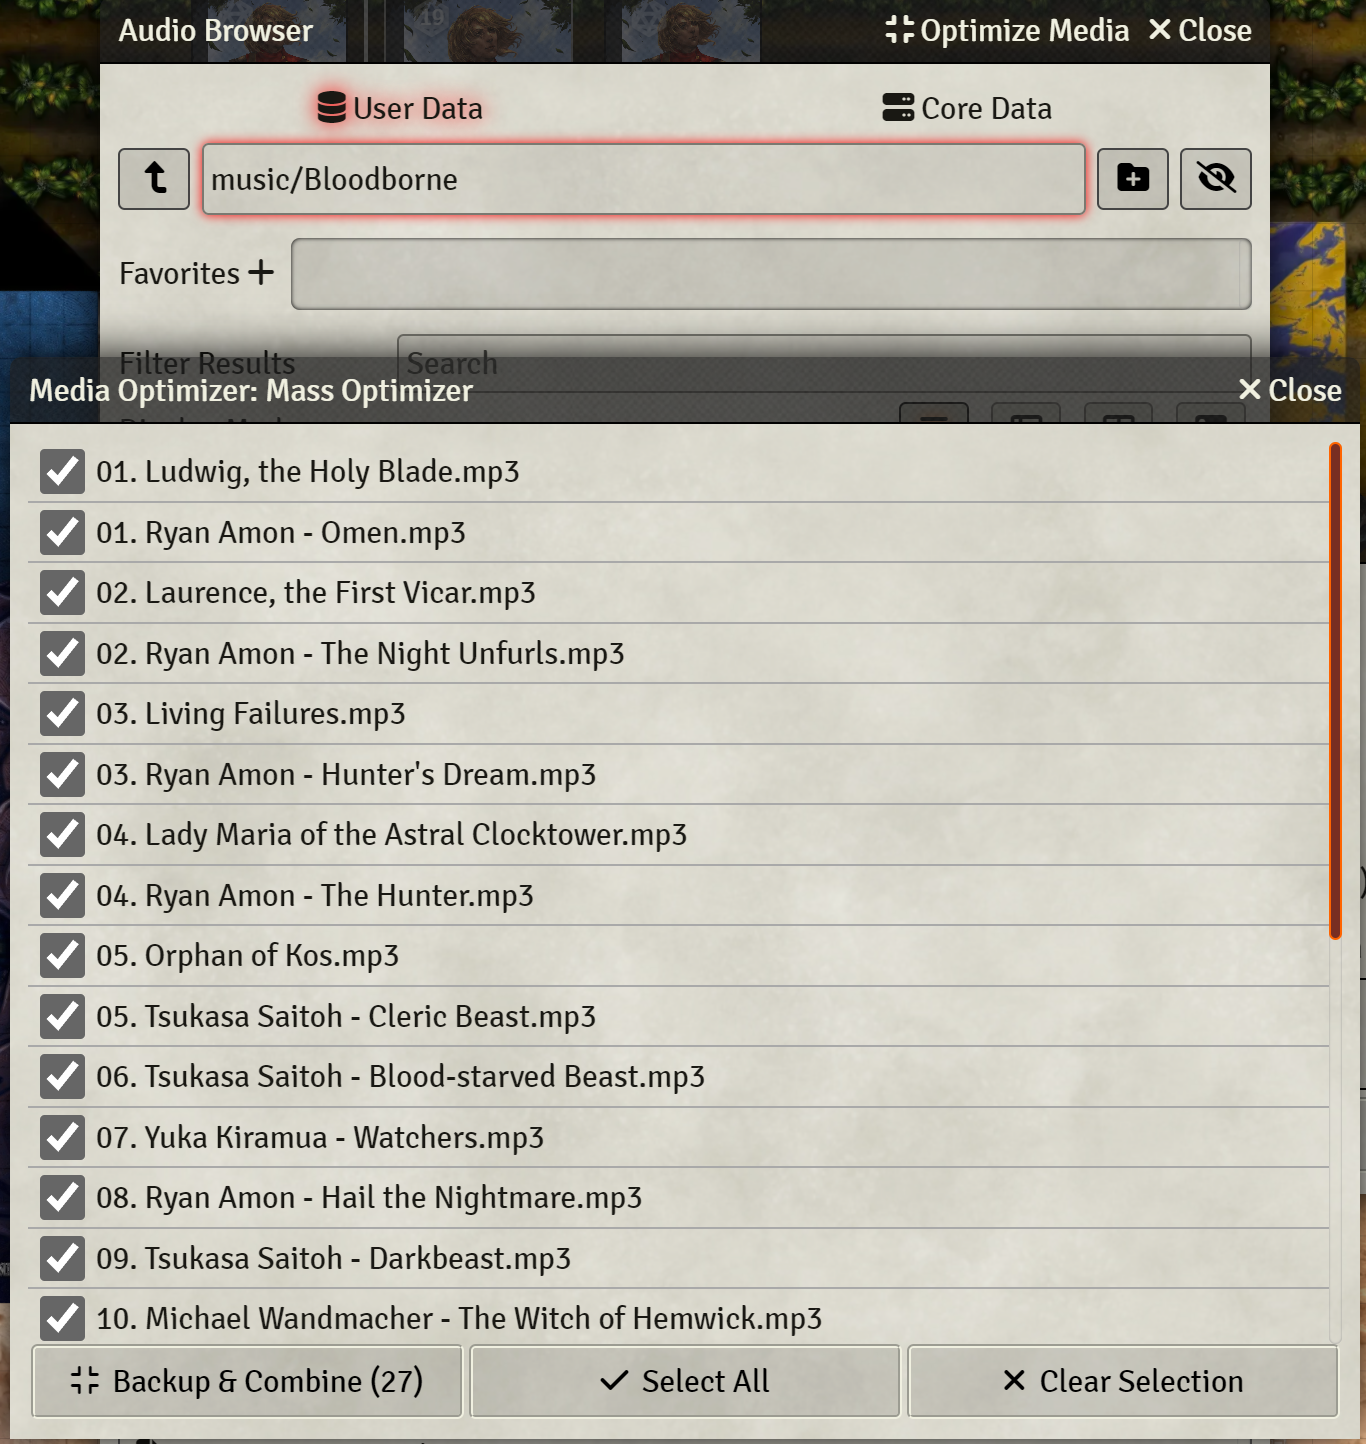 19
Audio Browser
Optimize Media
Close
User Data
Core Data
music/Bloodborne
Favorites
Filter Results
Search
Media Optimizer: Mass Optimizer
Close
01. Ludwig, the Holy Blade.mp3
01. Ryan Amon - Omen.mp3
02. Laurence, the First Vicar.mp3
02. Ryan Amon - The Night Unfurls.mp3
03. Living Failures.mp3
03. Ryan Amon - Hunter's Dream.mp3
04. Lady Maria of the Astral Clocktower.mp3
04. Ryan Amon - The Hunter.mp3
05. Orphan of Kos.mp3
05. Tsukasa Saitoh - Cleric Beast.mp3
06. Tsukasa Saitoh - Blood-starved Beast.mp3
07. Yuka Kiramua - Watchers.mp3
08. Ryan Amon - Hail the Nightmare.mp3
09. Tsukasa Saitoh - Darkbeast.mp3
10. Michael Wandmacher - The Witch of Hemwick.mp3
Backup & Combine (27)
Select All
Clear Selection